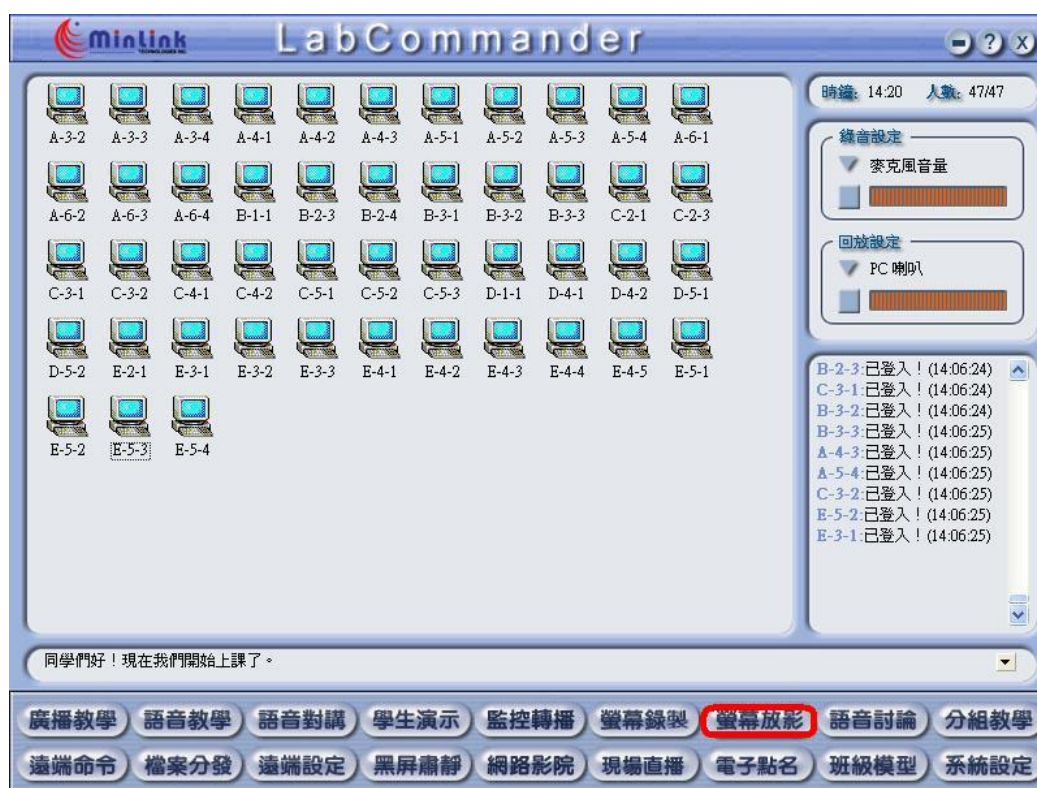 Minlink
TECHNOLOGIES INC.
LabCommander
? X
時鐘: 14:20 人數: 47/47
A-3-2 A-3-3 A-3-4 A-4-1 A-4-2 A-4-3 A-5-1 A-5-2 A-5-3 A-5-4 A-6-1
A-6-2 A-6-3 A-6-4 B-1-1 B-2-3 B-2-4 B-3-1 B-3-2 B-3-3 C-2-1 C-2-3
C-3-1 C-3-2 C-4-1 C-4-2 C-5-1 C-5-2 C-5-3 D-1-1 D-4-1 D-4-2 D-5-1
D-5-2 E-2-1 E-3-1 E-3-2 E-3-3 E-4-1 E-4-2 E-4-3 E-4-4 E-4-5 E-5-1
E-5-2 E-5-3 E-5-4
錄音設定
麥克風音量
回放設定
PC 喇叭
B-2-3:已登入！(14:06:24)
C-3-1:已登入！(14:06:24)
B-3-2:已登入！(14:06:24)
B-3-3:已登入！(14:06:25)
A-4-3:已登入！(14:06:25)
A-5-4:已登入！(14:06:25)
C-3-2:已登入！(14:06:25)
E-5-2:已登入！(14:06:25)
E-3-1:已登入！(14:06:25)
同學們好！現在我們開始上課了。
廣播教學 語音教學 語音對講 學生演示 監控轉播 螢幕錄製 螢幕放影 語音討論 分組教學
遠端命令 檔案分發 遠端設定 黑屏肅靜 網路影院 現場直播 電子點名 班級模型 系統設定